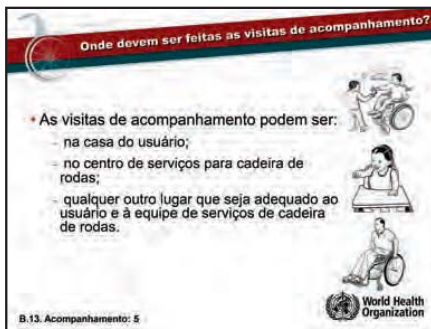 Onde devem ser feitas as visitas de acompanhamento?
• As visitas de acompanhamento podem ser:
- na casa do usuário;
- no centro de serviços para cadeira de
rodas;
- qualquer outro lugar que seja adequado ao
usuário e à equipe de serviços de cadeira
de rodas.
B.13. Acompanhamento: 5
World Health
Organization